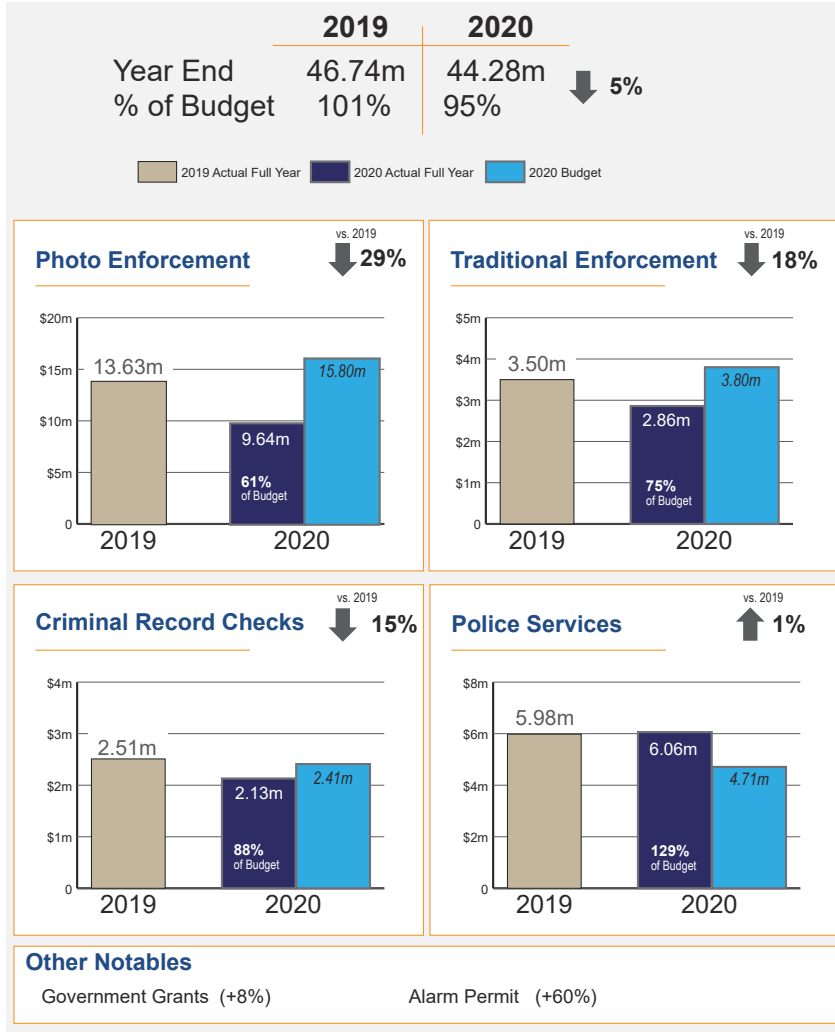 2019 2020
Year End 46.74m 44.28m
% of Budget 101% 95%
5%
2019 Actual Full Year 2020 Actual Full Year 2020 Budget
Photo Enforcement
vs. 2019
29%
$20m
$15m
$10m
$5m
0
13.63m
9.64m
61%
of Budget
15.80m
2019 2020
Traditional Enforcement
vs. 2019
18%
$5m
$4m
$3m
$2m
$1m
0
3.50m
2.86m
75%
of Budget
3.80m
2019 2020
Criminal Record Checks
vs. 2019
15%
$4m
$3m
$2m
$1m
0
2.51m
2.13m
88%
of Budget
2.41m
2019 2020
Police Services
vs. 2019
1%
$8m
$6m
$4m
$2m
0
5.98m
6.06m
129%
of Budget
4.71m
2019 2020
Other Notables
Government Grants (+8%) Alarm Permit (+60%)